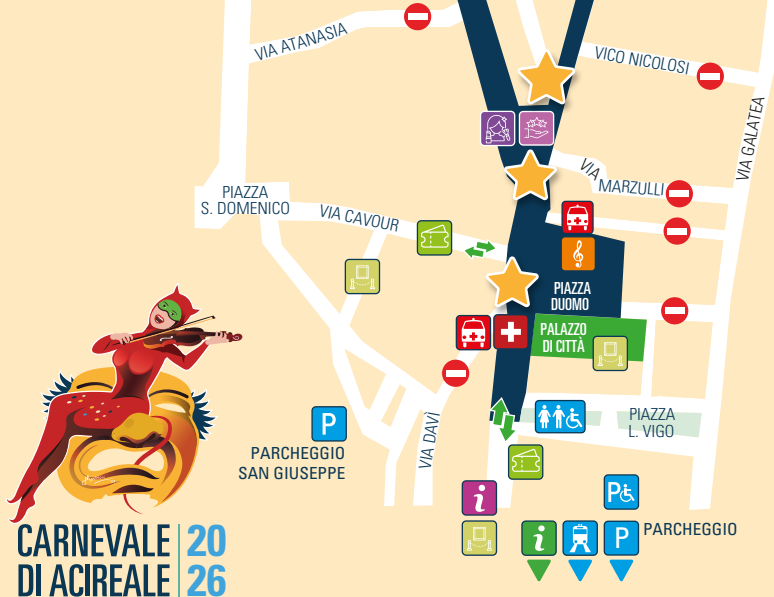 VIA ATANASIA
VICO NICOLOSI
VIA GALATEA
VIA
MARZULLI
PIAZZA
S. DOMENICO
VIA CAVOUR
PIAZZA
DUOMO
PALAZZO
DI CITTÀ
VIA DAVÌ
PIAZZA
L. VIGO
P
PARCHEGGIO
SAN GIUSEPPE
P
i
i
P
PARCHEGGIO
CARNEVALE
DI ACIREALE
20
26